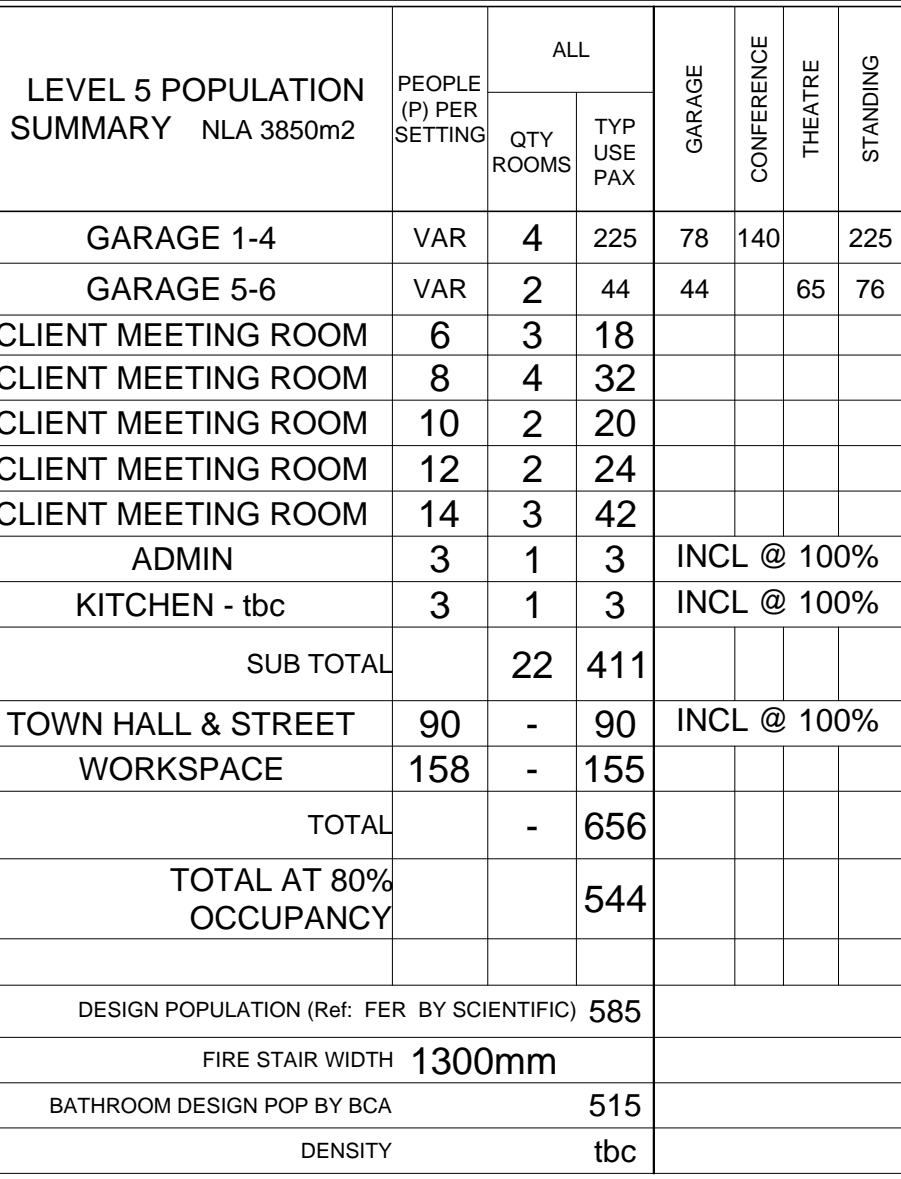 LEVEL 5 POPULATION
SUMMARY NLA 3850m2
PEOPLE
(P) PER
SETTING
ALL
QTY
ROOMS
TYP
USE
PAX
GARAGE
CONFERENCE
THEATRE
STANDING
GARAGE 1-4 VAR 4 225 78 140 225
GARAGE 5-6 VAR 2 44 44 65 76
CLIENT MEETING ROOM 6 3 18
CLIENT MEETING ROOM 8 4 32
CLIENT MEETING ROOM 10 2 20
CLIENT MEETING ROOM 12 2 24
CLIENT MEETING ROOM 14 3 42
ADMIN 3 1 3 INCL @ 100%
KITCHEN - tbc 3 1 3 INCL @ 100%
SUB TOTAL 22 411
TOWN HALL & STREET 90 - 90 INCL @ 100%
WORKSPACE 158 - 155
TOTAL - 656
TOTAL AT 80%
OCCUPANCY 544
DESIGN POPULATION (Ref: FER BY SCIENTIFIC) 585
FIRE STAIR WIDTH 1300mm
BATHROOM DESIGN POP BY BCA 515
DENSITY tbc